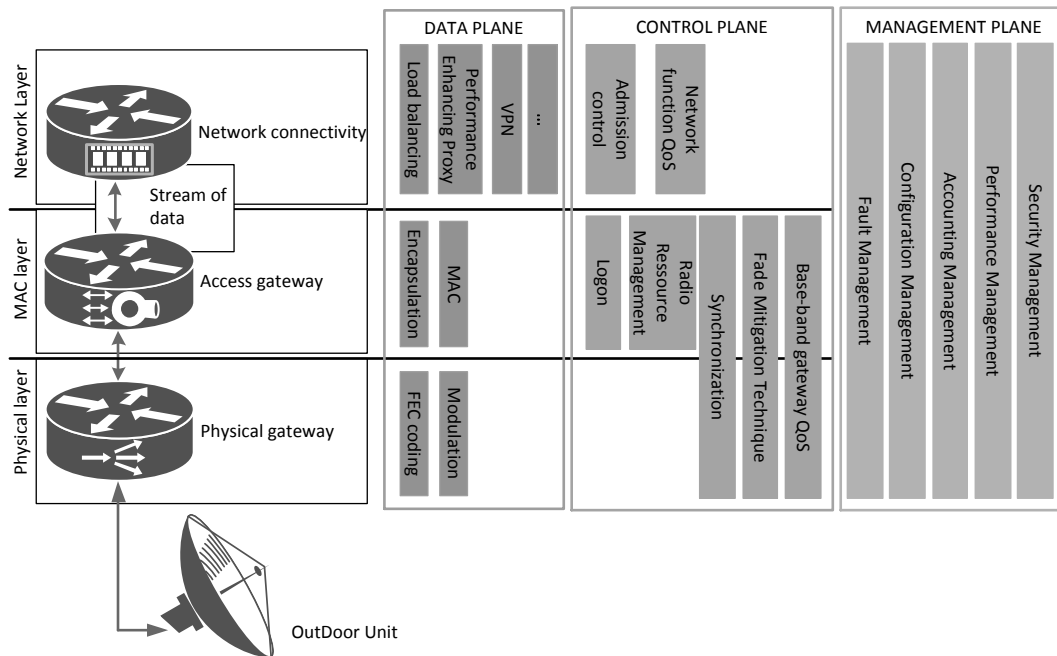 DATA PLANE
CONTROL PLANE
MANAGEMENT PLANE
Network Layer
Network connectivity
Stream of
data
Load balancing
Performance
Enhancing Proxy
VPN
...
Admission
control
Network
function QoS
MAC layer
Access gateway
Encapsulation
MAC
Logon
Radio
Ressource
Management
Synchronization
Fade Mitigation Technique
Base-band gateway QoS
Physical layer
Physical gateway
FEC coding
Modulation
Fault Management
Configuration Management
Accounting Management
Performance Management
Security Management
OutDoor Unit